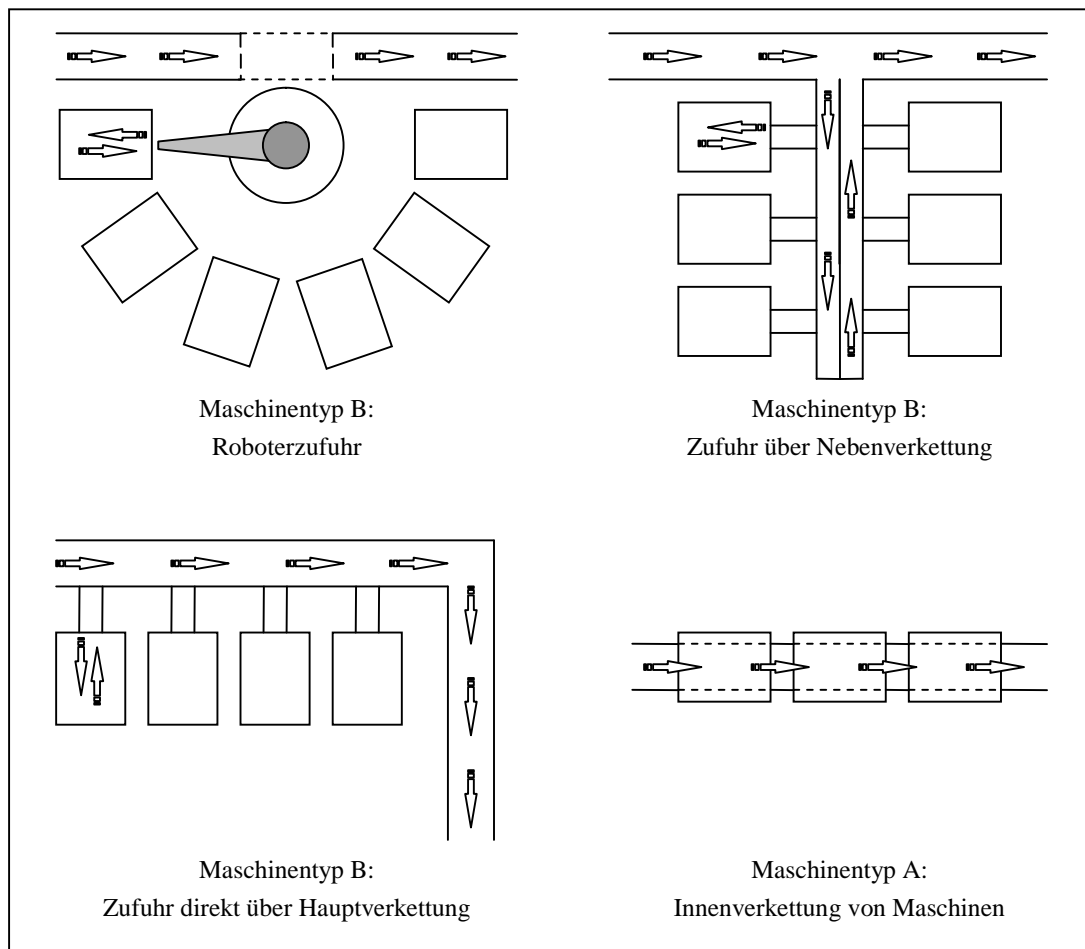 Maschinentyp B:
Roboterzufuhr
Maschinentyp B:
Zufuhr über Nebenverkettung
Maschinentyp B:
Zufuhr direkt über Hauptverkettung
Maschinentyp A:
Innenverkettung von Maschinen